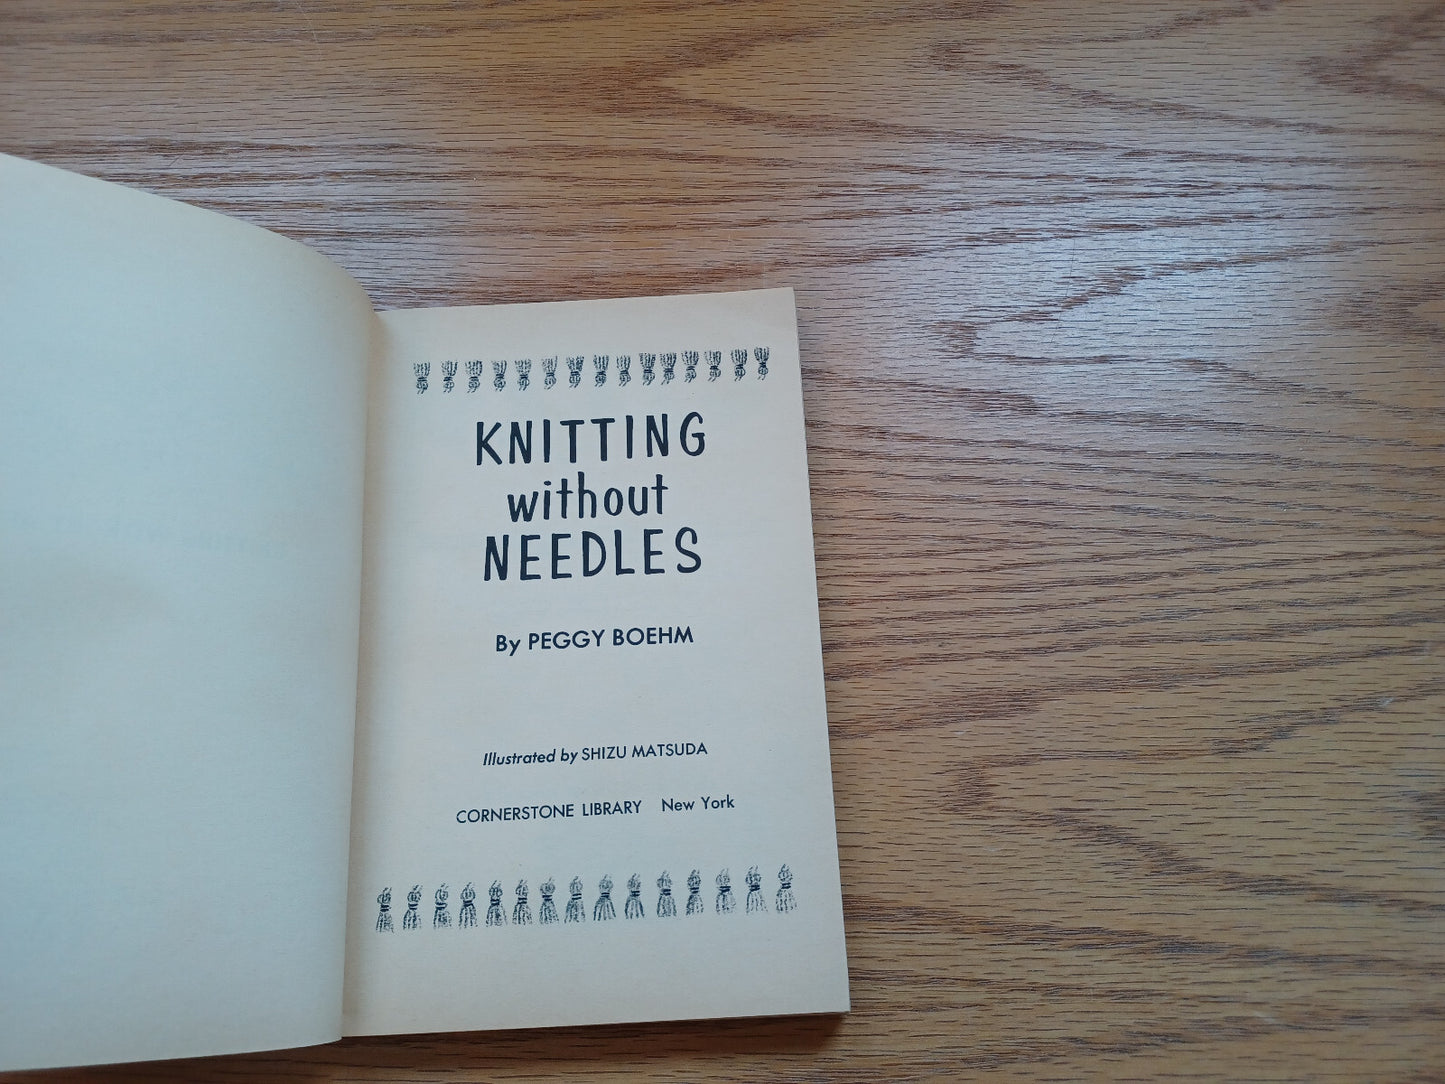 KNITTING
without
NEEDLES
By PEGGY BOEHM
Illustrated by SHIZU MATSUDA
CORNERSTONE LIBRARY New York